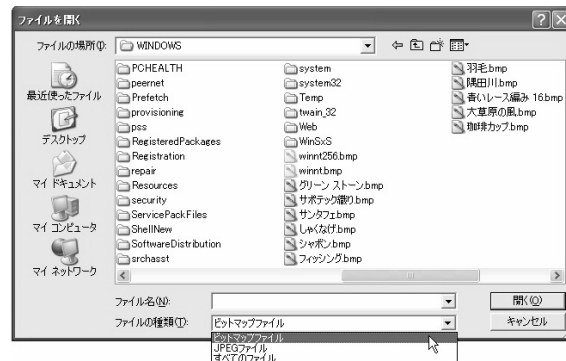 ファイルを開く
ファイルの場所(I):
WINDOWS
最近使ったファイル
デスクトップ
マイ ドキュメント
マイ コンピュータ
マイ ネットワーク
PCHEALTH
peernet
Prefetch
provisioning
pss
RegisteredPackages
Registration
repair
Resources
security
ServicePackFiles
ShellNew
SoftwareDistribution
srchasst
system
system32
Temp
twain_32
Web
WinSxS
winnt256.bmp
winnt.bmp
グリーン ストーン.bmp
サポテック織り.bmp
サンタフェ.bmp
しゃくなげ.bmp
シャボン.bmp
フィッシング.bmp
羽毛.bmp
隅田川.bmp
青いレース編み 16.bmp
大草原の風.bmp
珈琲カップ.bmp
ファイル名(N):
開く(O)
ファイルの種類(T):
ビットマップファイル
キャンセル
ビットマップファイル
JPEGファイル
すべてのファイル